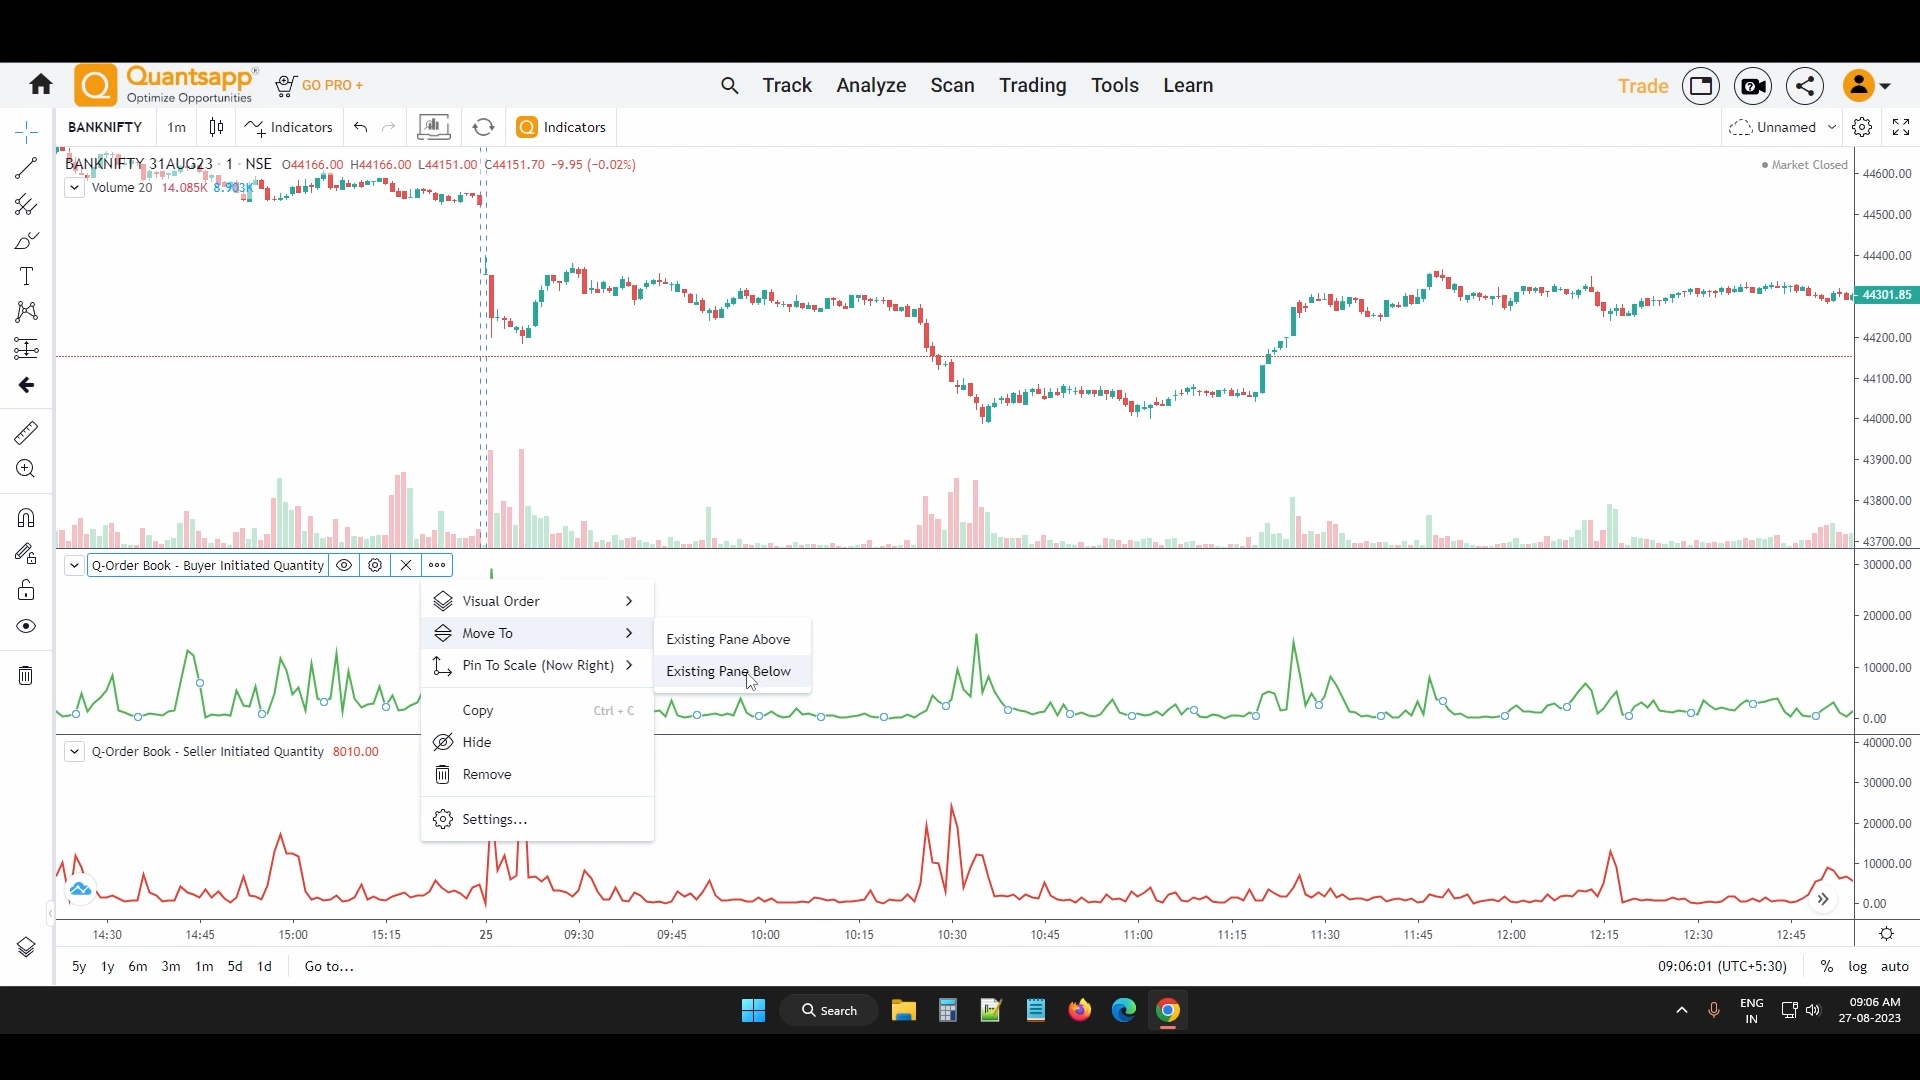 Quantsapp®
Optimize Opportunities
GO PRO +
Track Analyze Scan Trading Tools Learn
Trade
BANKNIFTY 1m Indicators Indicators Unnamed
BANKNIFTY 31AUG23 · 1 · NSE O44166.00 H44166.00 L44151.00 C44151.70 −9.95 (−0.02%)
Market Closed
Volume 20 14.085K 8.903K
44600.00
44500.00
44400.00
44301.85
44200.00
44100.00
44000.00
43900.00
43800.00
43700.00
Q-Order Book - Buyer Initiated Quantity
30000.00
20000.00
10000.00
0.00
Visual Order
Move To
Pin To Scale (Now Right)
Copy Ctrl + C
Hide
Remove
Settings...
Existing Pane Above
Existing Pane Below
Q-Order Book - Seller Initiated Quantity 8010.00
40000.00
30000.00
20000.00
10000.00
0.00
14:30 14:45 15:00 15:15 25 09:30 09:45 10:00 10:15 10:30 10:45 11:00 11:15 11:30 11:45 12:00 12:15 12:30 12:45
5y 1y 6m 3m 1m 5d 1d Go to... 09:06:01 (UTC+5:30) % log auto
Search
ENG
IN
09:06 AM
27-08-2023